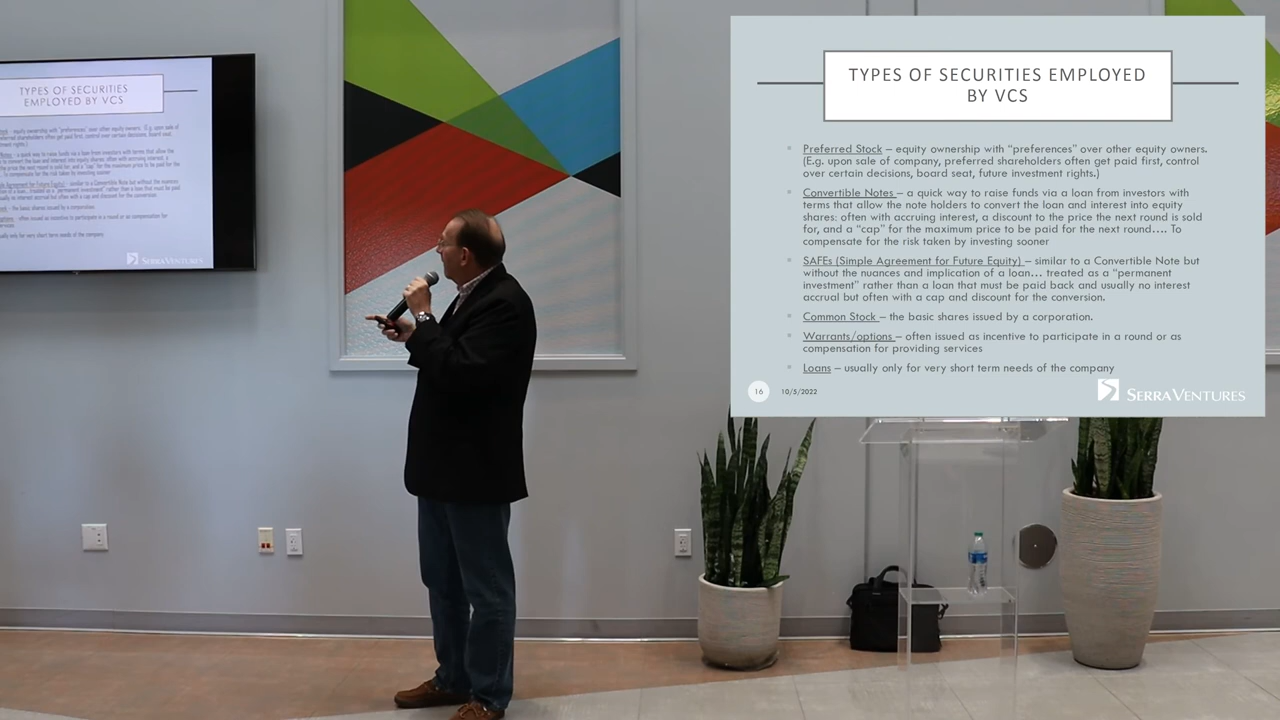 TYPES OF SECURITIES
EMPLOYED BY VCS
SERRAVENTURES
TYPES OF SECURITIES EMPLOYED
BY VCS
Preferred Stock – equity ownership with “preferences” over other equity owners.
(E.g. upon sale of company, preferred shareholders often get paid first, control
over certain decisions, board seat, future investment rights.)
Convertible Notes – a quick way to raise funds via a loan from investors with
terms that allow the note holders to convert the loan and interest into equity
shares: often with accruing interest, a discount to the price the next round is sold
for, and a “cap” for the maximum price to be paid for the next round…. To
compensate for the risk taken by investing sooner
SAFEs (Simple Agreement for Future Equity) – similar to a Convertible Note but
without the nuances and implication of a loan… treated as a “permanent
investment” rather than a loan that must be paid back and usually no interest
accrual but often with a cap and discount for the conversion.
Common Stock – the basic shares issued by a corporation.
Warrants/options – often issued as incentive to participate in a round or as
compensation for providing services
Loans – usually only for very short term needs of the company
16 10/5/2022
SERRAVENTURES